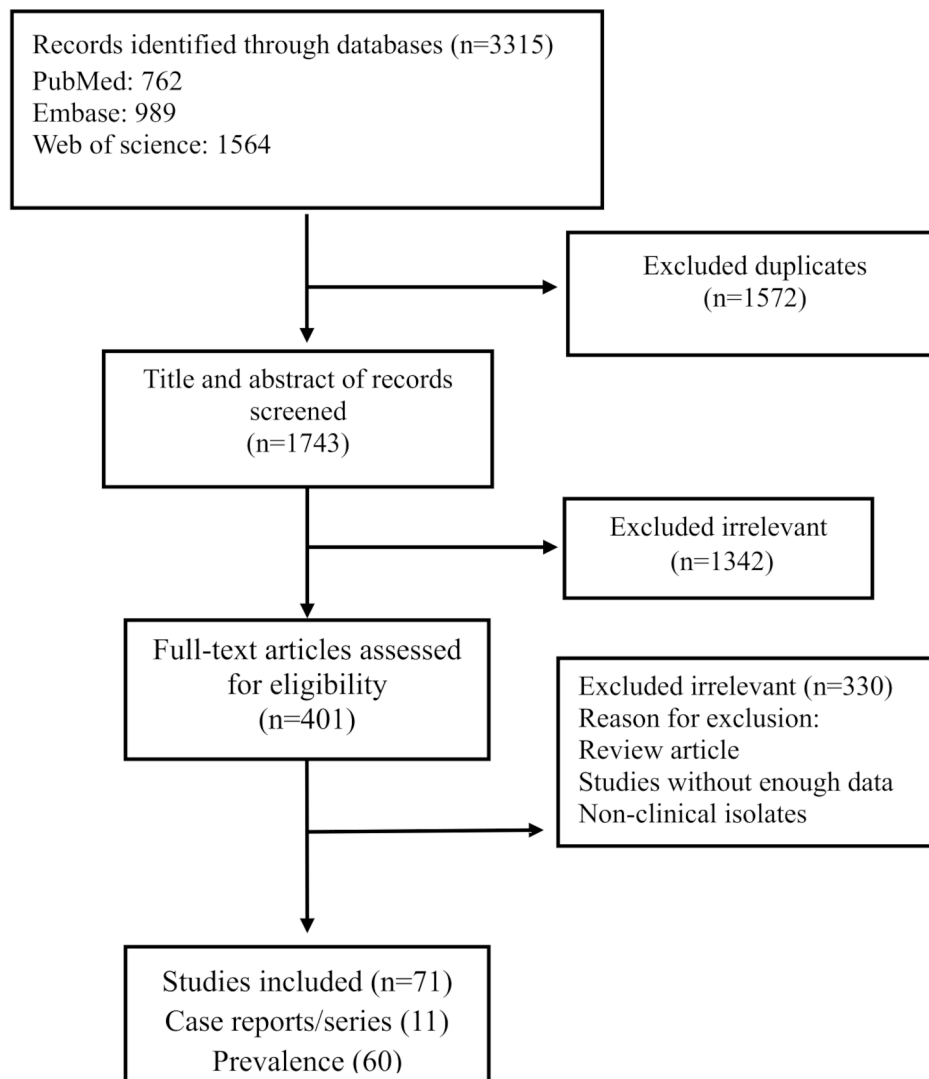 Records identified through databases (n=3315)
PubMed: 762
Embase: 989
Web of science: 1564
Excluded duplicates
(n=1572)
Title and abstract of records
screened
(n=1743)
Excluded irrelevant
(n=1342)
Full-text articles assessed
for eligibility
(n=401)
Excluded irrelevant (n=330)
Reason for exclusion:
Review article
Studies without enough data
Non-clinical isolates
Studies included (n=71)
Case reports/series (11)
Prevalence (60)